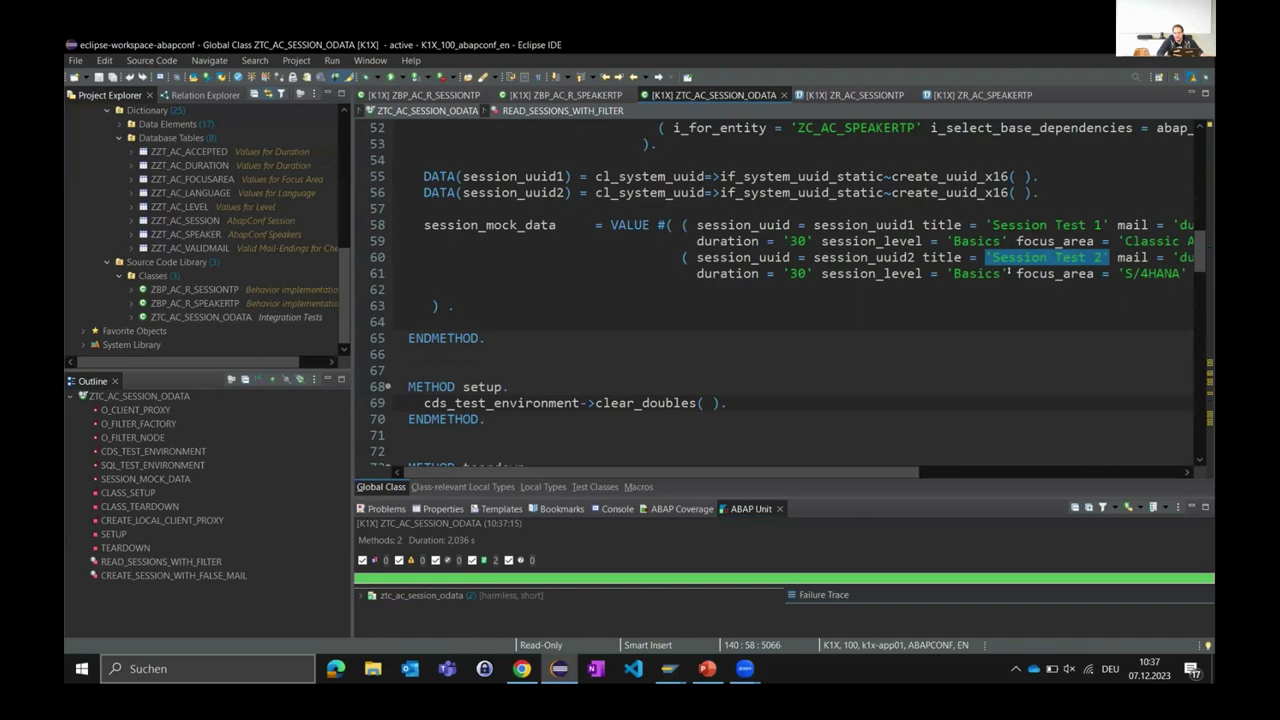 eclipse-workspace-abapconf - Global Class ZTC_AC_SESSION_ODATA [K1X] - active - K1X_100_abapconf_en - Eclipse IDE
File Edit Source Code Navigate Search Project Run Window Help
Project Explorer Relation Explorer
[K1X] ZBP_AC_R_SESSIONTP [K1X] ZBP_AC_R_SPEAKERTP [K1X] ZTC_AC_SESSION_ODATA [K1X] ZR_AC_SESSIONTP [K1X] ZR_AC_SPEAKERTP
ZTC_AC_SESSION_ODATA READ_SESSIONS_WITH_FILTER
Dictionary (25)
Data Elements (17)
Database Tables (8)
ZZT_AC_ACCEPTED Values for Duration
ZZT_AC_DURATION Values for Duration
ZZT_AC_FOCUSAREA Values for Focus Area
ZZT_AC_LANGUAGE Values for Language
ZZT_AC_LEVEL Values for Level
ZZT_AC_SESSION AbapConf Session
ZZT_AC_SPEAKER AbapConf Speakers
ZZT_AC_VALIDMAIL Valid Mail-Endings for Che
Source Code Library (3)
Classes (3)
ZBP_AC_R_SESSIONTP Behavior implementatio
ZBP_AC_R_SPEAKERTP Behavior implementatio
ZTC_AC_SESSION_ODATA Integration Tests
Favorite Objects
System Library
Outline
ZTC_AC_SESSION_ODATA
O_CLIENT_PROXY
O_FILTER_FACTORY
O_FILTER_NODE
CDS_TEST_ENVIRONMENT
SQL_TEST_ENVIRONMENT
SESSION_MOCK_DATA
CLASS_SETUP
CLASS_TEARDOWN
CREATE_LOCAL_CLIENT_PROXY
SETUP
TEARDOWN
READ_SESSIONS_WITH_FILTER
CREATE_SESSION_WITH_FALSE_MAIL
52 ( i_for_entity = 'ZC_AC_SPEAKERTP' i_select_base_dependencies = abap_
53 ).
54
55 DATA(session_uuid1) = cl_system_uuid=>if_system_uuid_static~create_uuid_x16( ).
56 DATA(session_uuid2) = cl_system_uuid=>if_system_uuid_static~create_uuid_x16( ).
57
58 session_mock_data = VALUE #( ( session_uuid = session_uuid1 title = 'Session Test 1' mail = 'du
59 duration = '30' session_level = 'Basics' focus_area = 'Classic A
60 ( session_uuid = session_uuid2 title = 'Session Test 2' mail = 'du
61 duration = '30' session_level = 'Basics' focus_area = 'S/4HANA'
62
63 ) .
64
65 ENDMETHOD.
66
67
68 METHOD setup.
69 cds_test_environment->clear_doubles( ).
70 ENDMETHOD.
71
72
Global Class Class-relevant Local Types Local Types Test Classes Macros
Problems Properties Templates Bookmarks Console ABAP Coverage ABAP Unit
[K1X] ZTC_AC_SESSION_ODATA (10:37:15)
Methods: 2 Duration: 2,036 s
0 0 0 2 0
ztc_ac_session_odata (2) [harmless, short]
Failure Trace
Read-Only Smart Insert 140 : 58 : 5066 K1X, 100, k1x-app01, ABAPCONF, EN
Suchen
DEU
10:37
07.12.2023
17